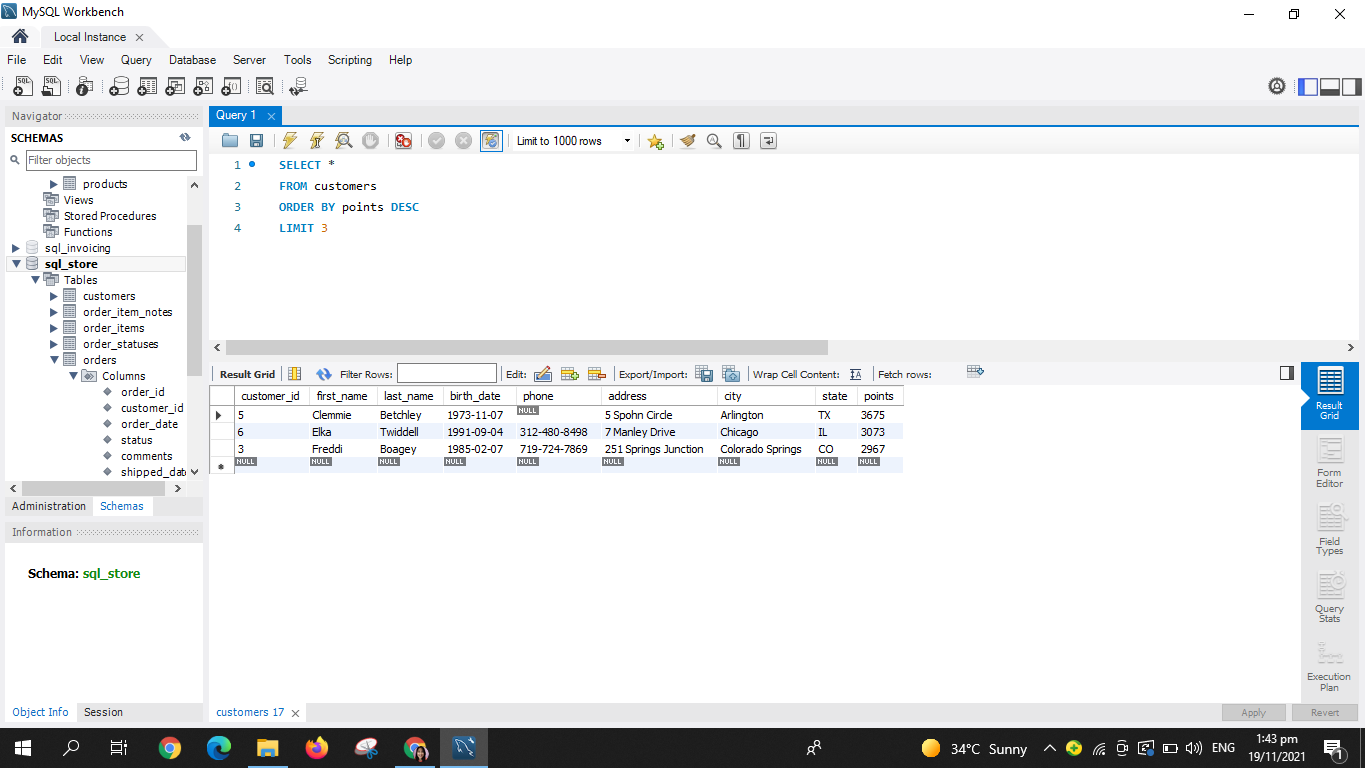 MySQL Workbench
Local Instance
File Edit View Query Database Server Tools Scripting Help
Navigator
SCHEMAS
Filter objects
products
Views
Stored Procedures
Functions
sql_invoicing
sql_store
Tables
customers
order_item_notes
order_items
order_statuses
orders
Columns
order_id
customer_id
order_date
status
comments
shipped_dat
Administration Schemas
Information
Schema: sql_store
Object Info Session
Query 1
Limit to 1000 rows
1 SELECT *
2 FROM customers
3 ORDER BY points DESC
4 LIMIT 3
Result Grid Filter Rows: Edit: Export/Import: Wrap Cell Content: Fetch rows:
customer_id first_name last_name birth_date phone address city state points
5 Clemmie Betchley 1973-11-07 NULL 5 Spohn Circle Arlington TX 3675
6 Elka Twiddell 1991-09-04 312-480-8498 7 Manley Drive Chicago IL 3073
3 Freddi Boagey 1985-02-07 719-724-7869 251 Springs Junction Colorado Springs CO 2967
NULL NULL NULL NULL NULL NULL NULL NULL NULL
Result
Grid
Form
Editor
Field
Types
Query
Stats
Execution
Plan
customers 17
Apply Revert
34°C Sunny
ENG
1:43 pm
19/11/2021
1